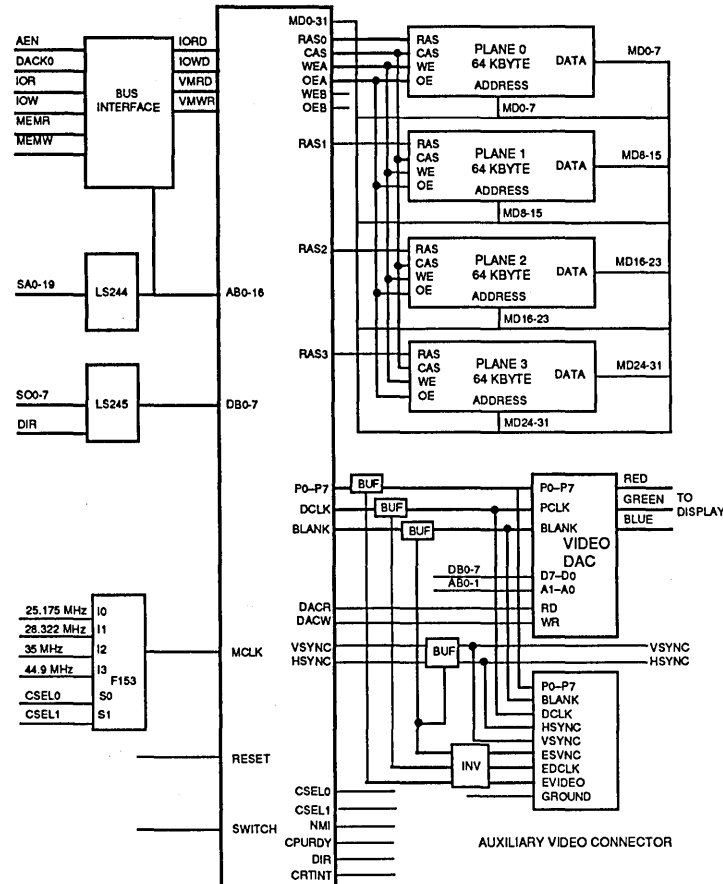 AEN
DACK0
IOR
IOW
MEMR
MEMW
BUS
INTERFACE
IORD
IOWD
VMRD
VMWR
SA0-19
LS244
AB0-16
SO0-7
DIR
LS245
DB0-7
25.175 MHz
28.322 MHz
35 MHz
44.9 MHz
CSEL0
CSEL1
I0
I1
I2
I3
S0
S1
F153
MCLK
RESET
SWITCH
MD0-31
RAS0
CAS
WEA
OEA
WEB
OEB
RAS1
RAS2
RAS3
RAS
CAS
WE
OE
PLANE 0
64 KBYTE
DATA
ADDRESS
MD0-7
MD0-7
RAS
CAS
WE
OE
PLANE 1
64 KBYTE
DATA
ADDRESS
MD8-15
MD8-15
RAS
CAS
WE
OE
PLANE 2
64 KBYTE
DATA
ADDRESS
MD16-23
MD16-23
RAS
CAS
WE
OE
PLANE 3
64 KBYTE
DATA
ADDRESS
MD24-31
MD24-31
P0–P7
DCLK
BLANK
BUF
BUF
BUF
P0–P7
PCLK
BLANK
VIDEO
DAC
D7–D0
A1–A0
RD
WR
DB0-7
AB0-1
RED
GREEN
BLUE
TO
DISPLAY
DACR
DACW
VSYNC
HSYNC
BUF
VSYNC
HSYNC
P0–P7
BLANK
DCLK
HSYNC
VSYNC
ESVNC
EDCLK
EVIDEO
GROUND
INV
CSEL0
CSEL1
NMI
CPURDY
DIR
CRTINT
AUXILIARY VIDEO CONNECTOR